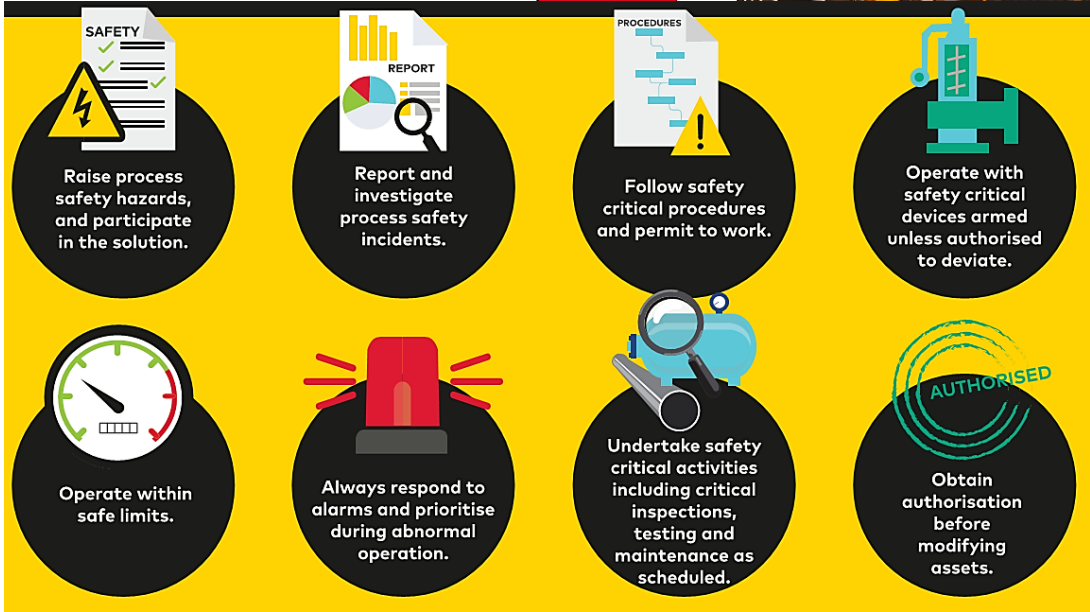 SAFETY
Raise process
safety hazards,
and participate
in the solution.
REPORT
Report and
investigate
process safety
incidents.
PROCEDURES
Follow safety
critical procedures
and permit to work.
Operate with
safety critical
devices armed
unless authorised
to deviate.
Operate within
safe limits.
Always respond to
alarms and prioritise
during abnormal
operation.
Undertake safety
critical activities
including critical
inspections,
testing and
maintenance as
scheduled.
AUTHORISED
Obtain
authorisation
before
modifying
assets.